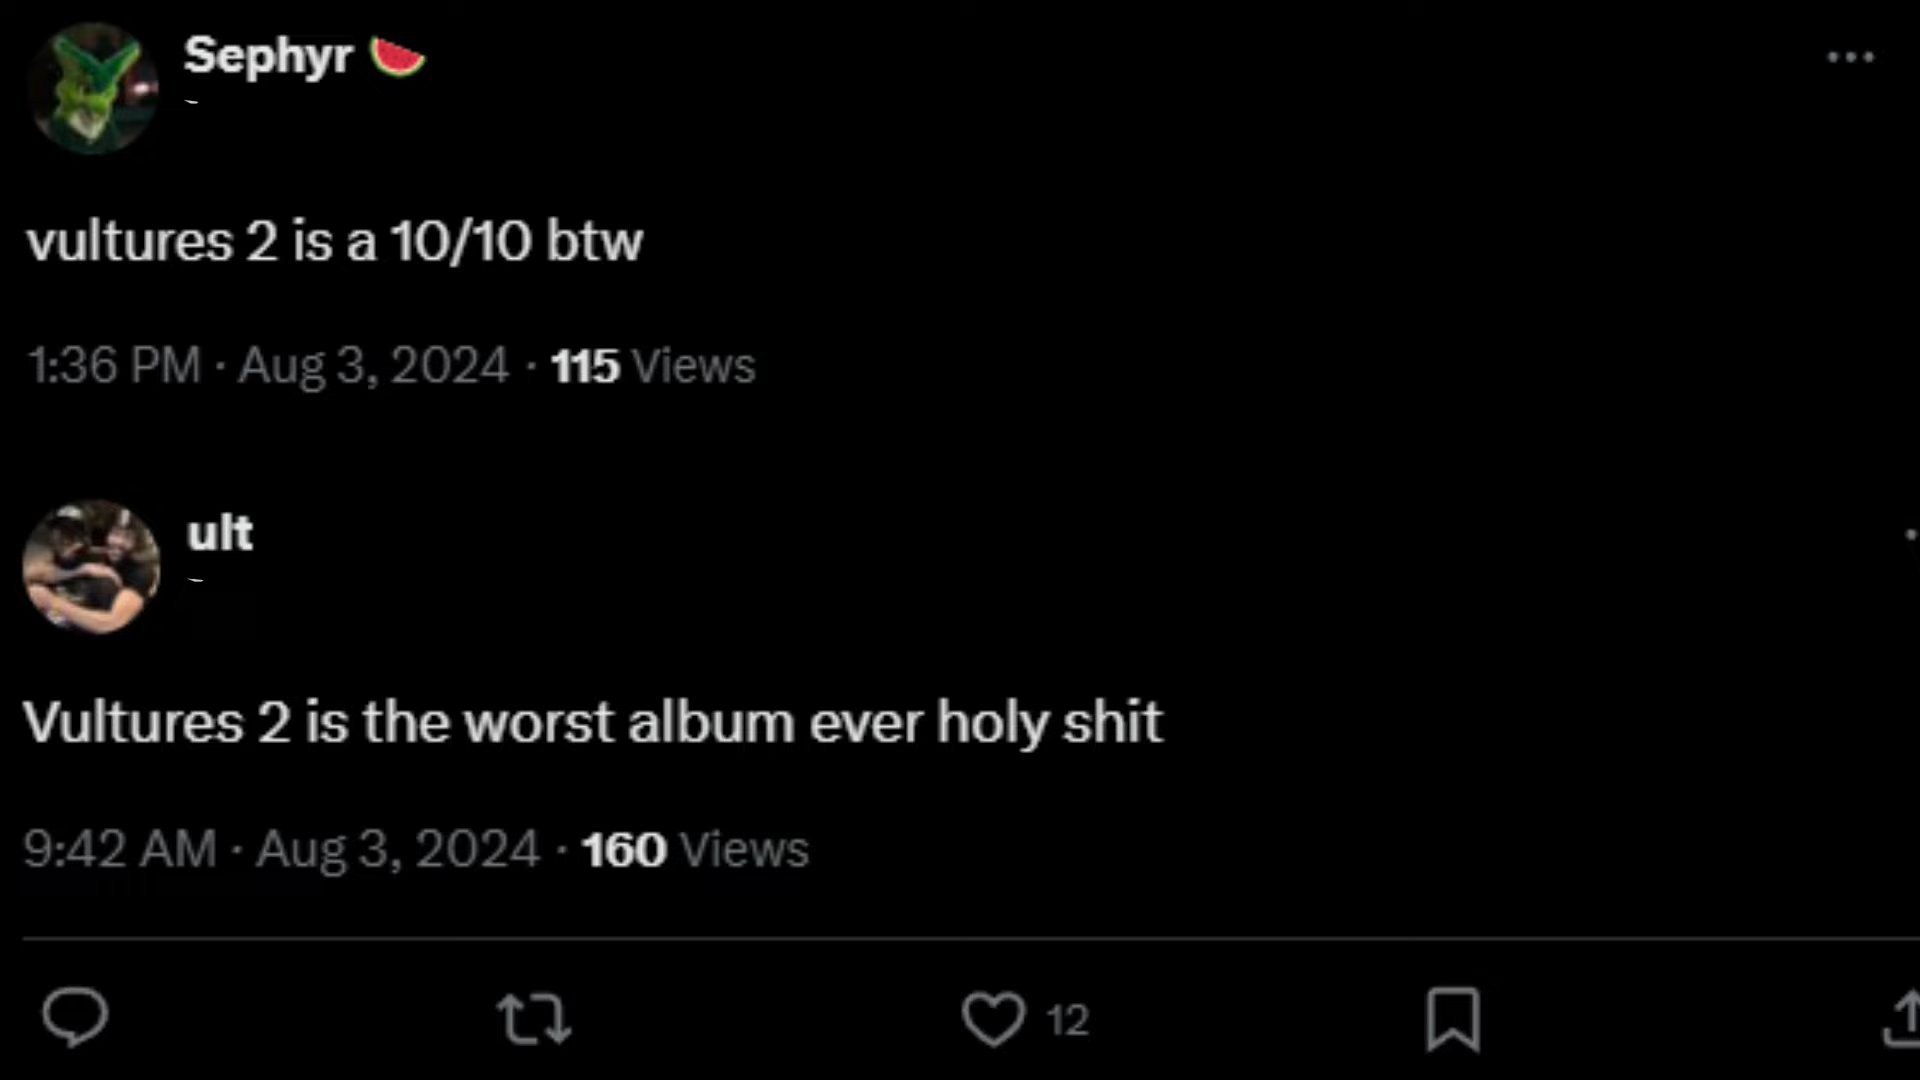 Sephyr 🍉
vultures 2 is a 10/10 btw
1:36 PM · Aug 3, 2024 · 115 Views
ult
Vultures 2 is the worst album ever holy shit
9:42 AM · Aug 3, 2024 · 160 Views
12